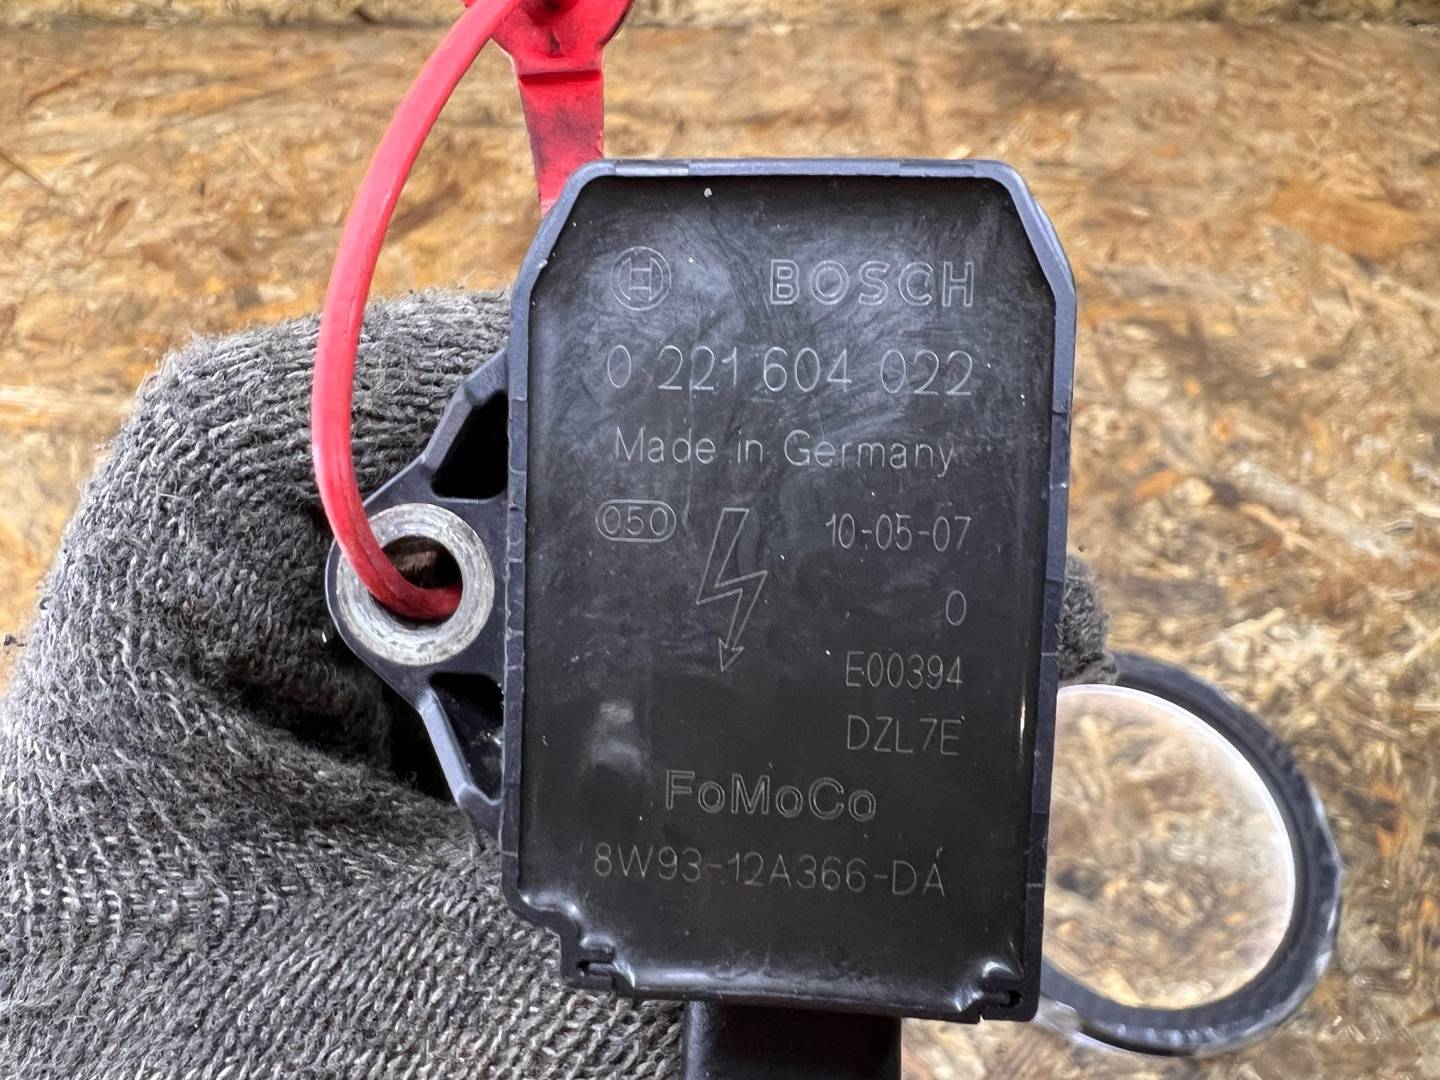 BOSCH
0 221 604 022
Made in Germany
050 10-05-07
0
E00394
DZL7E
FoMoCo
8W93-12A366-DA